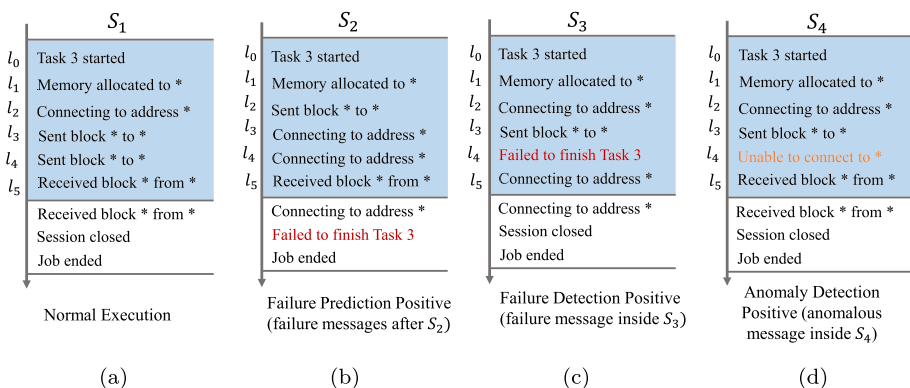 S₁
l₀ Task 3 started
l₁ Memory allocated to *
l₂ Connecting to address *
l₃ Sent block * to *
l₄ Sent block * to *
l₅ Received block * from *
Received block * from *
Session closed
Job ended
Normal Execution
(a)
S₂
l₀ Task 3 started
l₁ Memory allocated to *
l₂ Sent block * to *
l₃ Connecting to address *
l₄ Connecting to address *
l₅ Received block * from *
Connecting to address *
Failed to finish Task 3
Job ended
Failure Prediction Positive
(failure messages after S₂)
(b)
S₃
l₀ Task 3 started
l₁ Memory allocated to *
l₂ Connecting to address *
l₃ Sent block * to *
l₄ Failed to finish Task 3
l₅ Connecting to address *
Connecting to address *
Session closed
Job ended
Failure Detection Positive
(failure message inside S₃)
(c)
S₄
l₀ Task 3 started
l₁ Memory allocated to *
l₂ Connecting to address *
l₃ Sent block * to *
l₄ Unable to connect to *
l₅ Received block * from *
Received block * from *
Session closed
Job ended
Anomaly Detection
Positive (anomalous
message inside S₄)
(d)